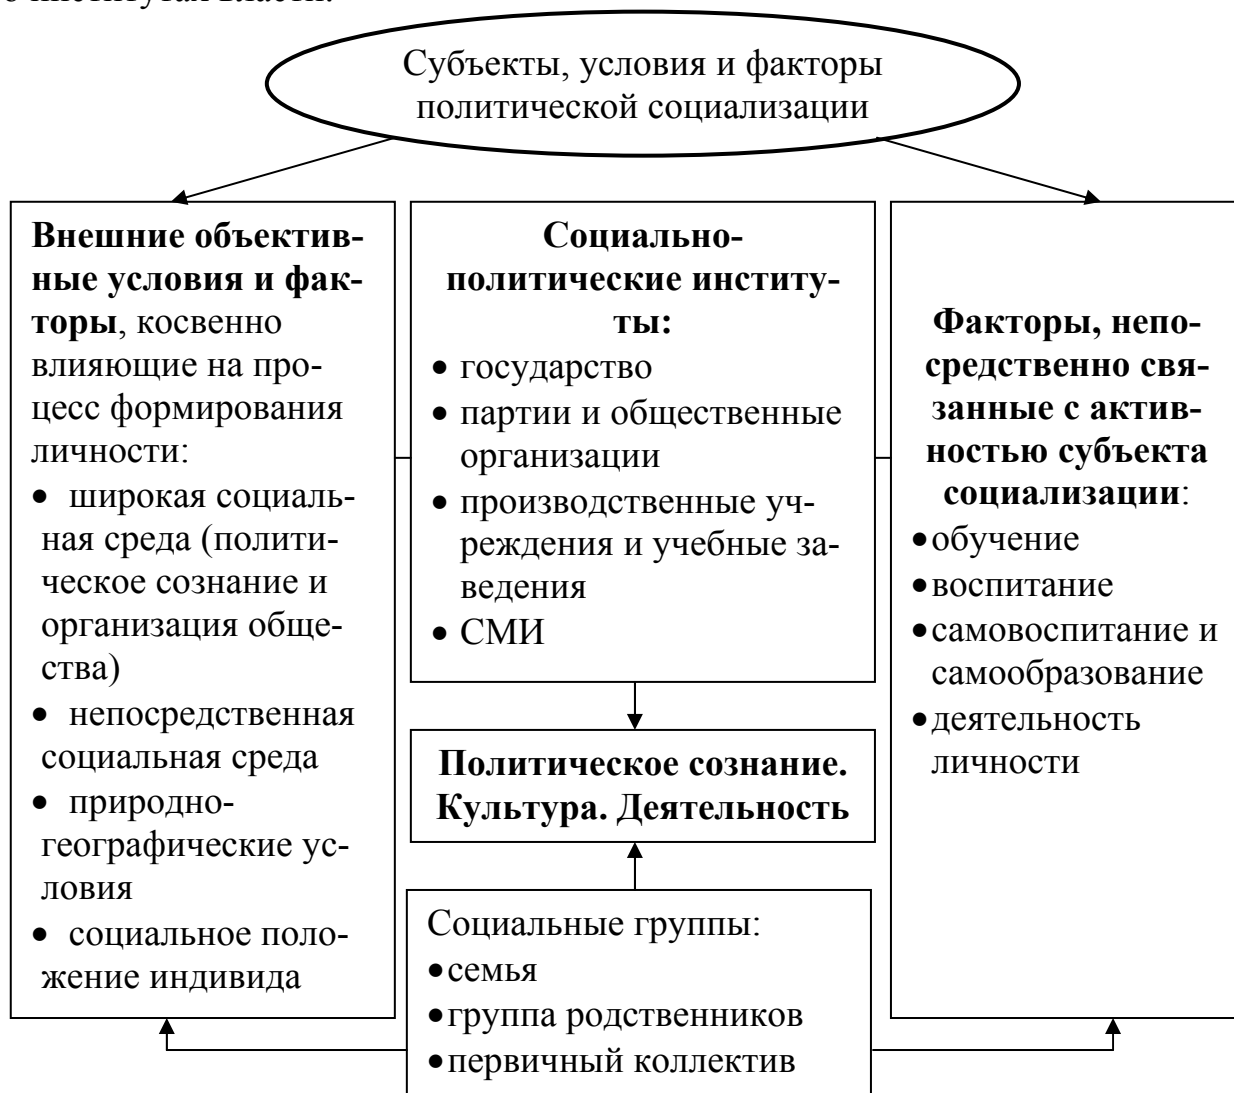 о институтах власти.
Субъекты, условия и факторы
политической социализации
Внешние объектив-
ные условия и фак-
торы, косвенно
влияющие на про-
цесс формирования
личности:
• широкая социаль-
ная среда (полити-
ческое сознание и
организация обще-
ства)
• непосредственная
социальная среда
• природно-
географические ус-
ловия
• социальное поло-
жение индивида
Социально-
политические институ-
ты:
• государство
• партии и общественные
организации
• производственные уч-
реждения и учебные за-
ведения
• СМИ
Факторы, непо-
средственно свя-
занные с актив-
ностью субъекта
социализации:
• обучение
• воспитание
• самовоспитание и
самообразование
• деятельность
личности
Политическое сознание.
Культура. Деятельность
Социальные группы:
• семья
• группа родственников
• первичный коллектив